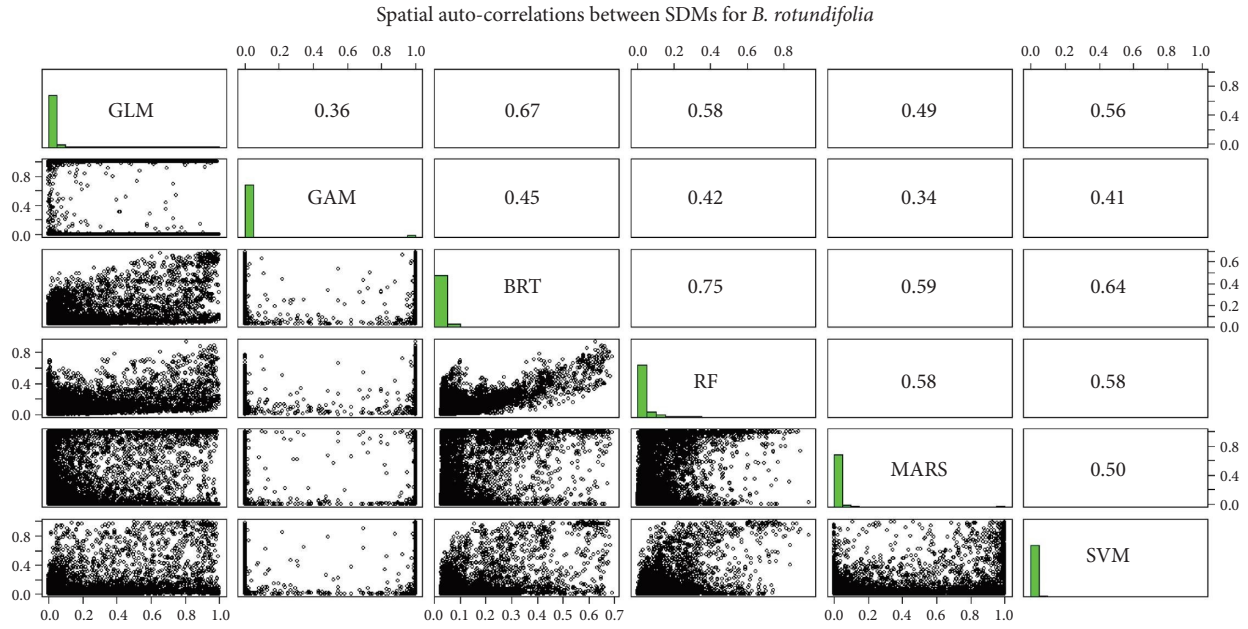 Spatial auto-correlations between SDMs for B. rotundifolia
0.0 0.2 0.4 0.6 0.8 1.0 0.0 0.2 0.4 0.6 0.8 0.0 0.2 0.4 0.6 0.8 1.0
GLM 0.36 0.67 0.58 0.49 0.56 0.8 0.4 0.0
0.8 0.4 0.0 GAM 0.45 0.42 0.34 0.41
BRT 0.75 0.59 0.64 0.6 0.4 0.2 0.0
0.8 0.4 0.0 RF 0.58 0.58
MARS 0.50 0.8 0.4 0.0
0.8 0.4 0.0 SVM
0.0 0.2 0.4 0.6 0.8 1.0 0.0 0.1 0.2 0.3 0.4 0.5 0.6 0.7 0.0 0.2 0.4 0.6 0.8 1.0